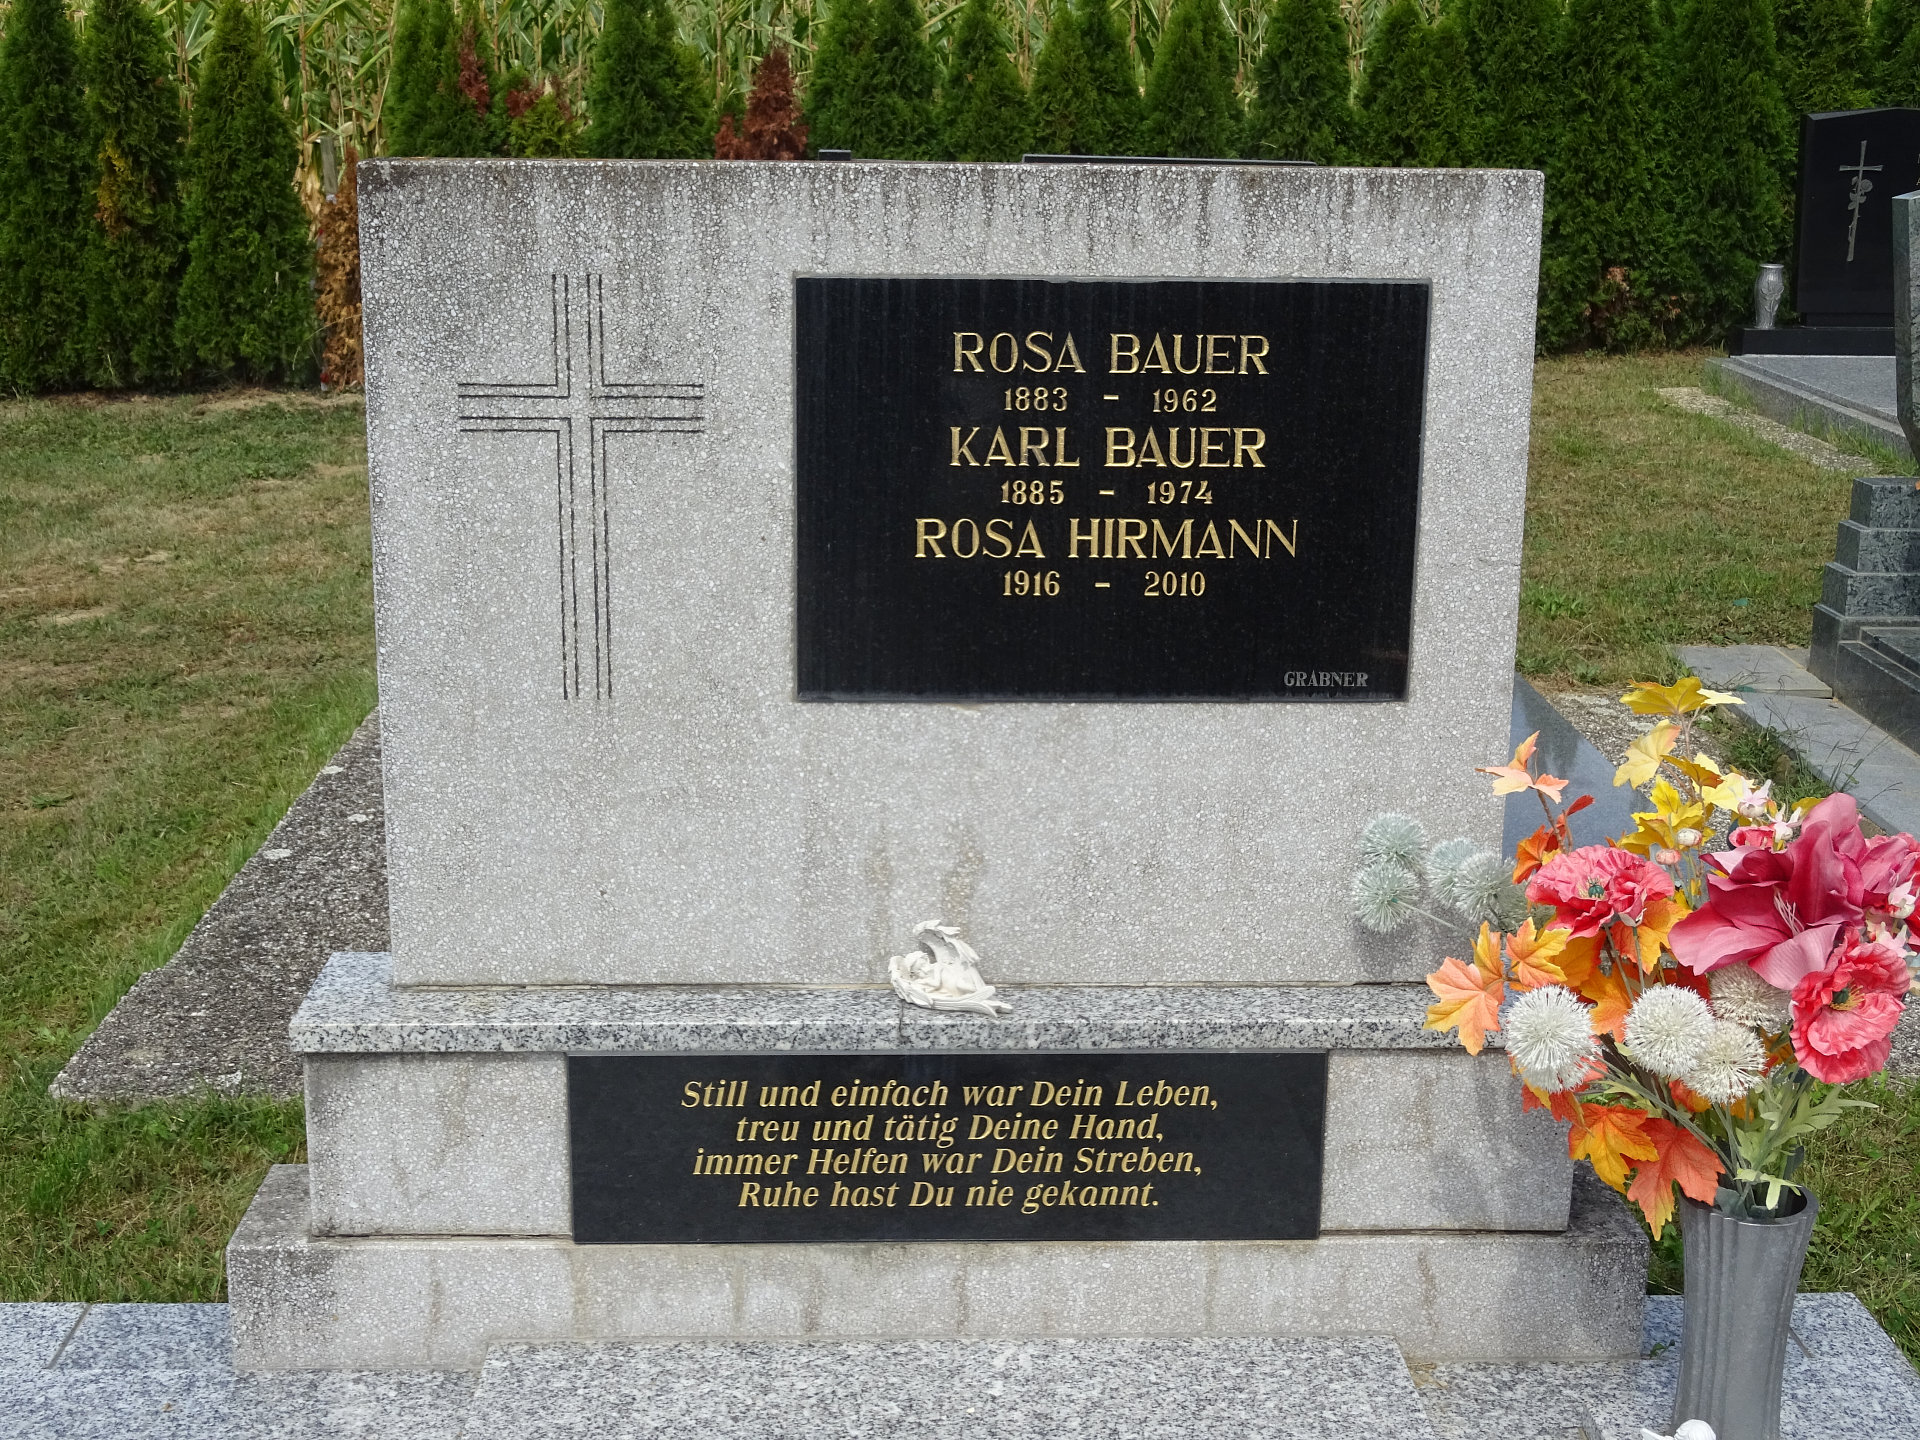 ROSA BAUER
1883 - 1962
KARL BAUER
1885 - 1974
ROSA HIRMANN
1916 - 2010
GRABNER
Still und einfach war Dein Leben,
treu und tätig Deine Hand,
immer Helfen war Dein Streben,
Ruhe hast Du nie gekannt.